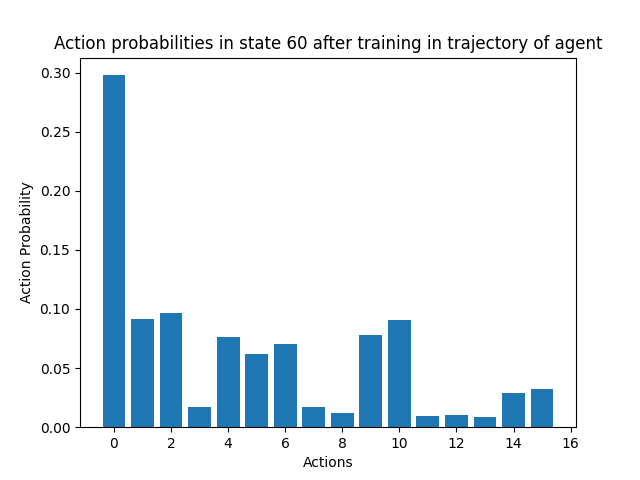 Action probabilities in state 60 after training in trajectory of agent
0.30
0.25
0.20
0.15
0.10
0.05
0.00
Action Probability
0 2 4 6 8 10 12 14 16
Actions